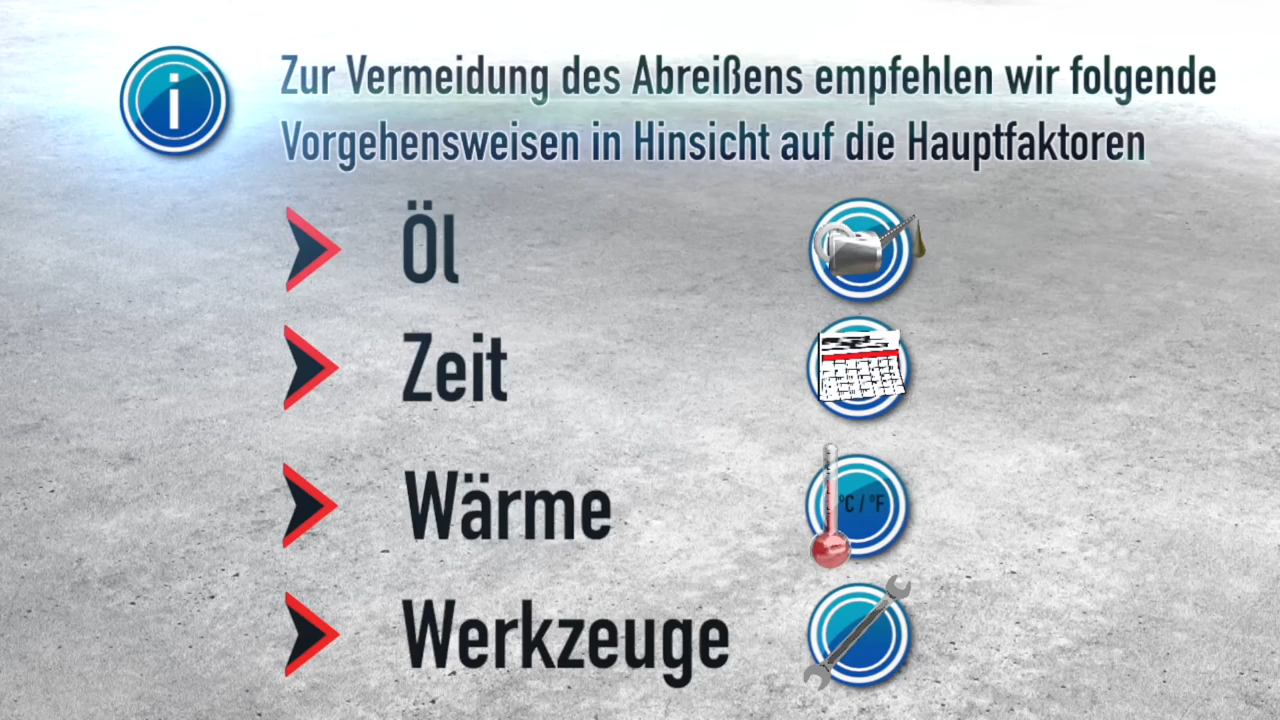 i
Zur Vermeidung des Abreißens empfehlen wir folgende
Vorgehensweisen in Hinsicht auf die Hauptfaktoren
Öl
Zeit
Wärme
°C / °F
Werkzeuge